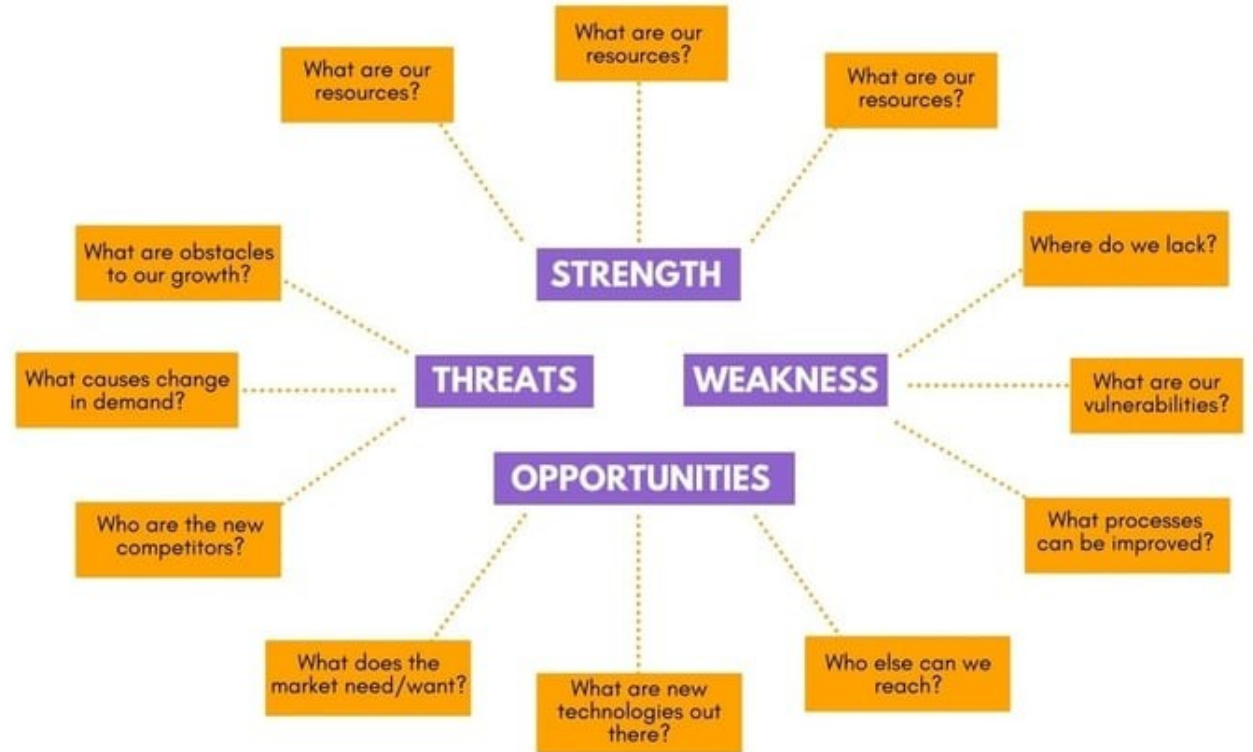 What are our
resources?
What are our
resources?
What are our
resources?
STRENGTH
What are obstacles
to our growth?
What causes change
in demand?
Who are the new
competitors?
THREATS
WEAKNESS
Where do we lack?
What are our
vulnerabilities?
What processes
can be improved?
OPPORTUNITIES
What does the
market need/want?
What are new
technologies out
there?
Who else can we
reach?